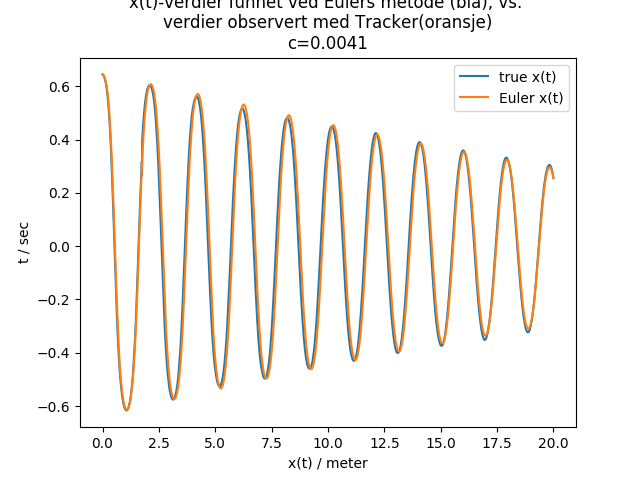 x(t)-verdier funnet ved Eulers metode (blå), vs.
verdier observert med Tracker(oransje)
c=0.0041
true x(t)
Euler x(t)
0.6
0.4
0.2
0.0
−0.2
−0.4
−0.6
t / sec
0.0 2.5 5.0 7.5 10.0 12.5 15.0 17.5 20.0
x(t) / meter